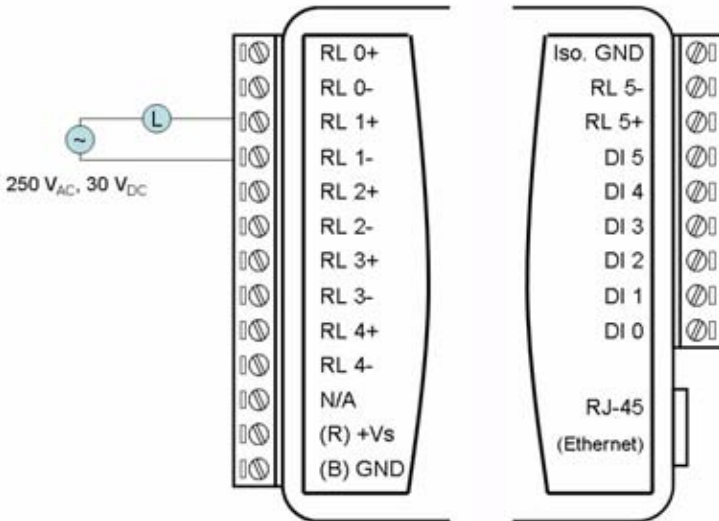 RL 0+
RL 0-
RL 1+
RL 1-
RL 2+
RL 2-
RL 3+
RL 3-
RL 4+
RL 4-
N/A
(R) +Vs
(B) GND
L
~
250 VAC, 30 VDC
Iso. GND
RL 5-
RL 5+
DI 5
DI 4
DI 3
DI 2
DI 1
DI 0
RJ-45
(Ethernet)